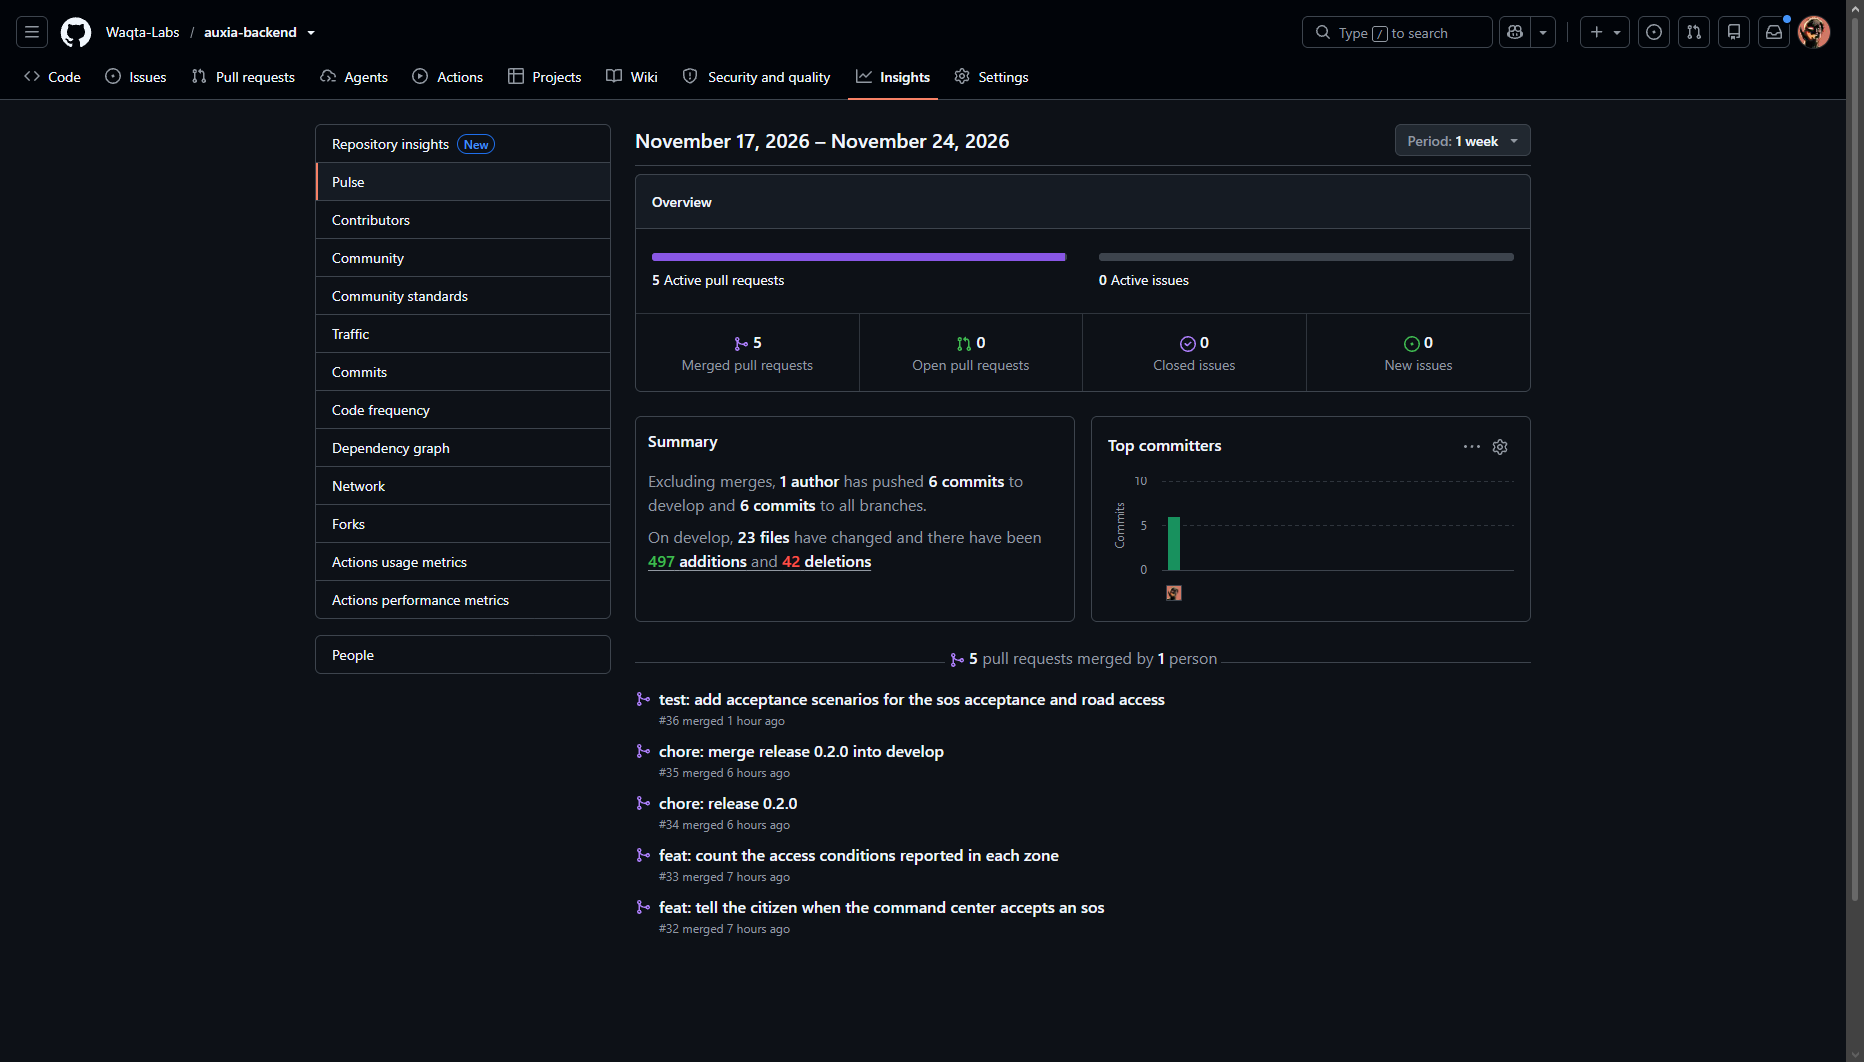 Waqta-Labs / auxia-backend
Type / to search
Code
Issues
Pull requests
Agents
Actions
Projects
Wiki
Security and quality
Insights
Settings
Repository insights New
Pulse
Contributors
Community
Community standards
Traffic
Commits
Code frequency
Dependency graph
Network
Forks
Actions usage metrics
Actions performance metrics
People
November 17, 2026 – November 24, 2026
Period: 1 week
Overview
5 Active pull requests
0 Active issues
5
Merged pull requests
0
Open pull requests
0
Closed issues
0
New issues
Summary
Excluding merges, 1 author has pushed 6 commits to
develop and 6 commits to all branches.
On develop, 23 files have changed and there have been
497 additions and 42 deletions
Top committers
Commits
10
5
0
5 pull requests merged by 1 person
test: add acceptance scenarios for the sos acceptance and road access
#36 merged 1 hour ago
chore: merge release 0.2.0 into develop
#35 merged 6 hours ago
chore: release 0.2.0
#34 merged 6 hours ago
feat: count the access conditions reported in each zone
#33 merged 7 hours ago
feat: tell the citizen when the command center accepts an sos
#32 merged 7 hours ago